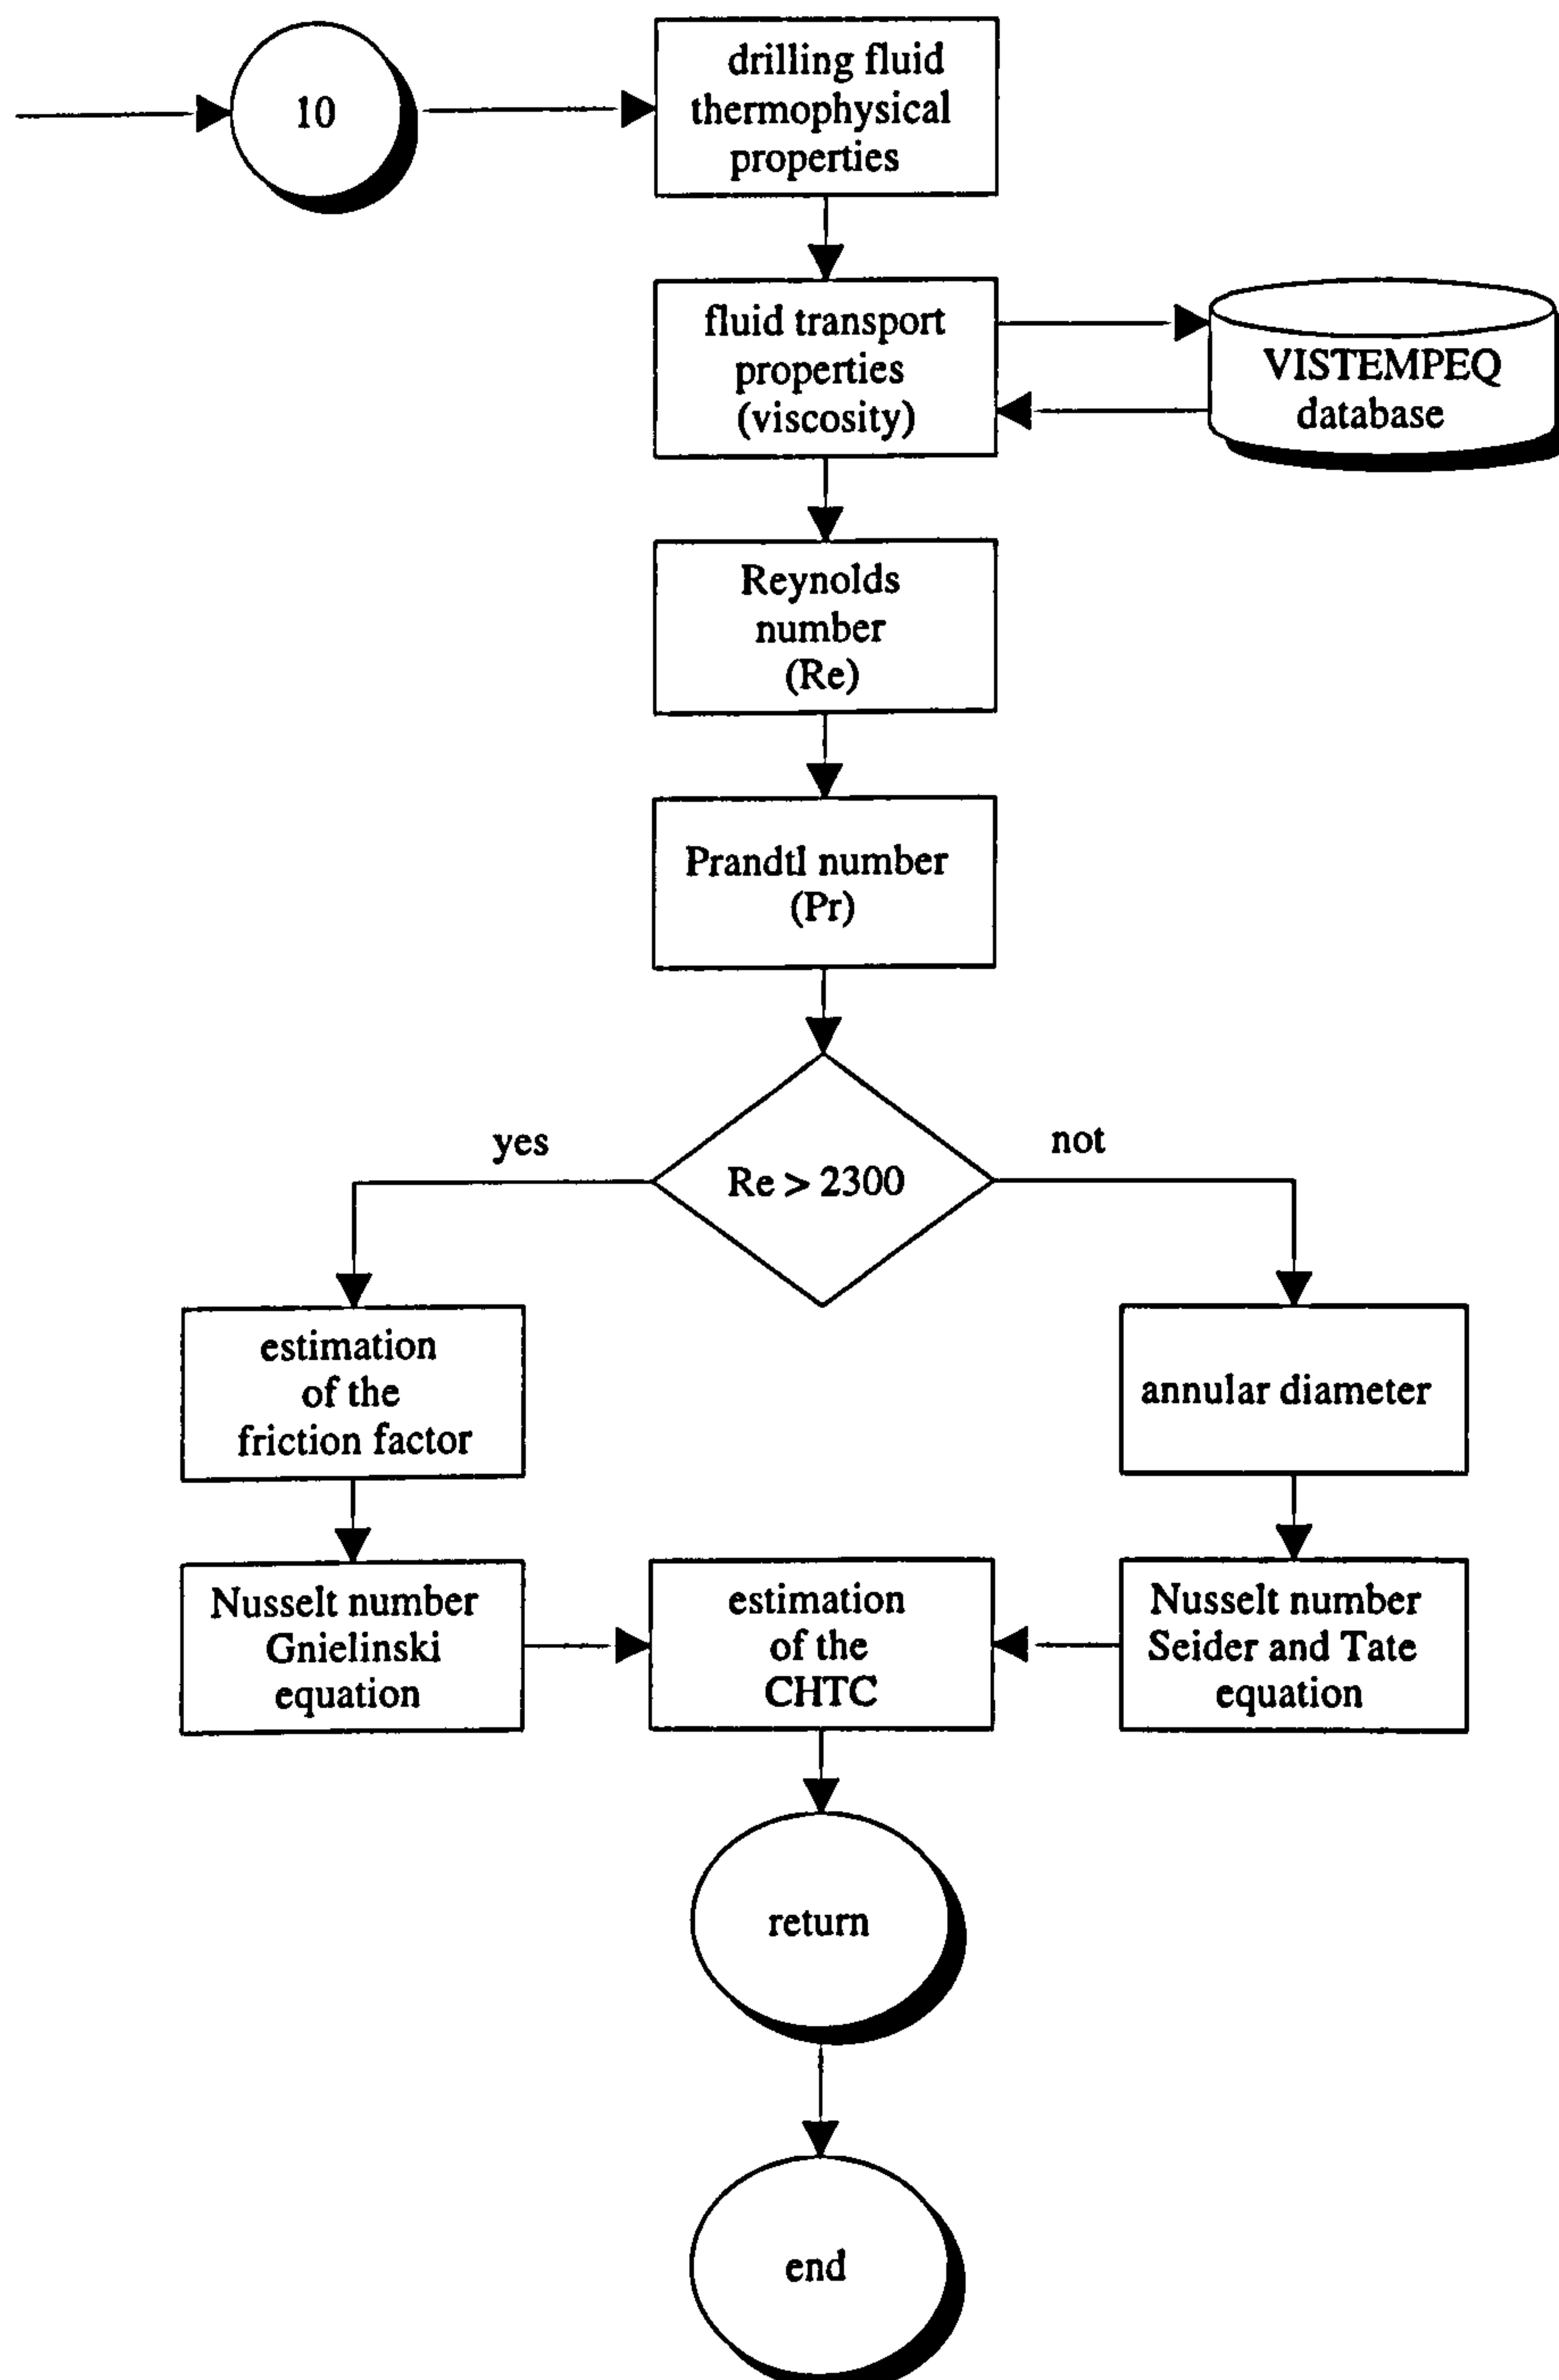 10
drilling fluid
thermophysical
properties
fluid transport
properties
(viscosity)
VISTEMPEQ
database
Reynolds
number
(Re)
Prandtl number
(Pr)
yes
Re > 2300
not
estimation
of the
friction factor
annular diameter
Nusselt number
Gnielinski
equation
estimation
of the
CHTC
Nusselt number
Seider and Tate
equation
return
end